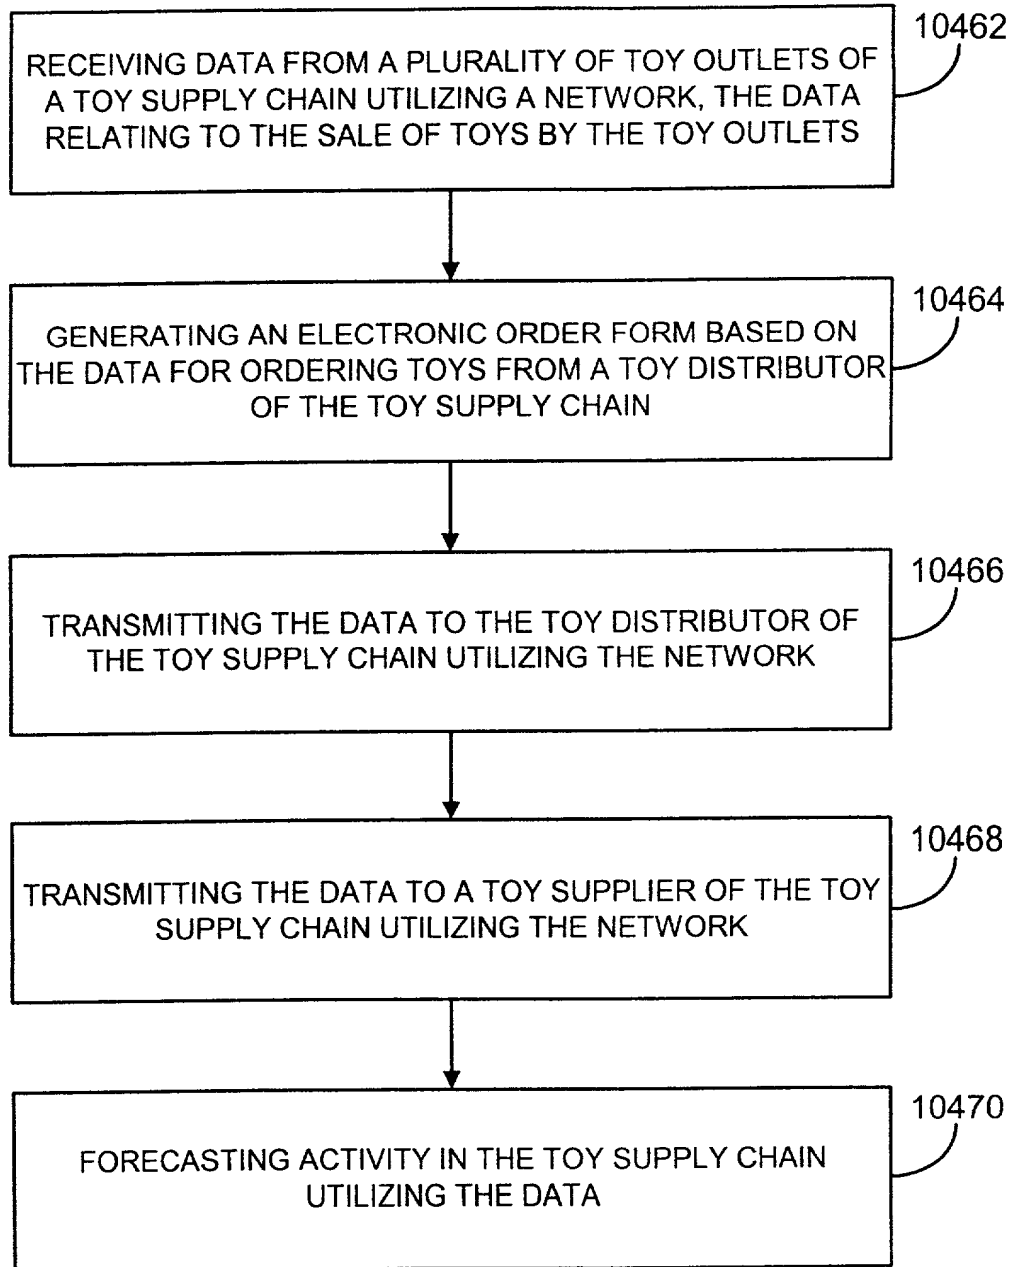 10462
RECEIVING DATA FROM A PLURALITY OF TOY OUTLETS OF
A TOY SUPPLY CHAIN UTILIZING A NETWORK, THE DATA
RELATING TO THE SALE OF TOYS BY THE TOY OUTLETS
10464
GENERATING AN ELECTRONIC ORDER FORM BASED ON
THE DATA FOR ORDERING TOYS FROM A TOY DISTRIBUTOR
OF THE TOY SUPPLY CHAIN
10466
TRANSMITTING THE DATA TO THE TOY DISTRIBUTOR OF
THE TOY SUPPLY CHAIN UTILIZING THE NETWORK
10468
TRANSMITTING THE DATA TO A TOY SUPPLIER OF THE TOY
SUPPLY CHAIN UTILIZING THE NETWORK
10470
FORECASTING ACTIVITY IN THE TOY SUPPLY CHAIN
UTILIZING THE DATA